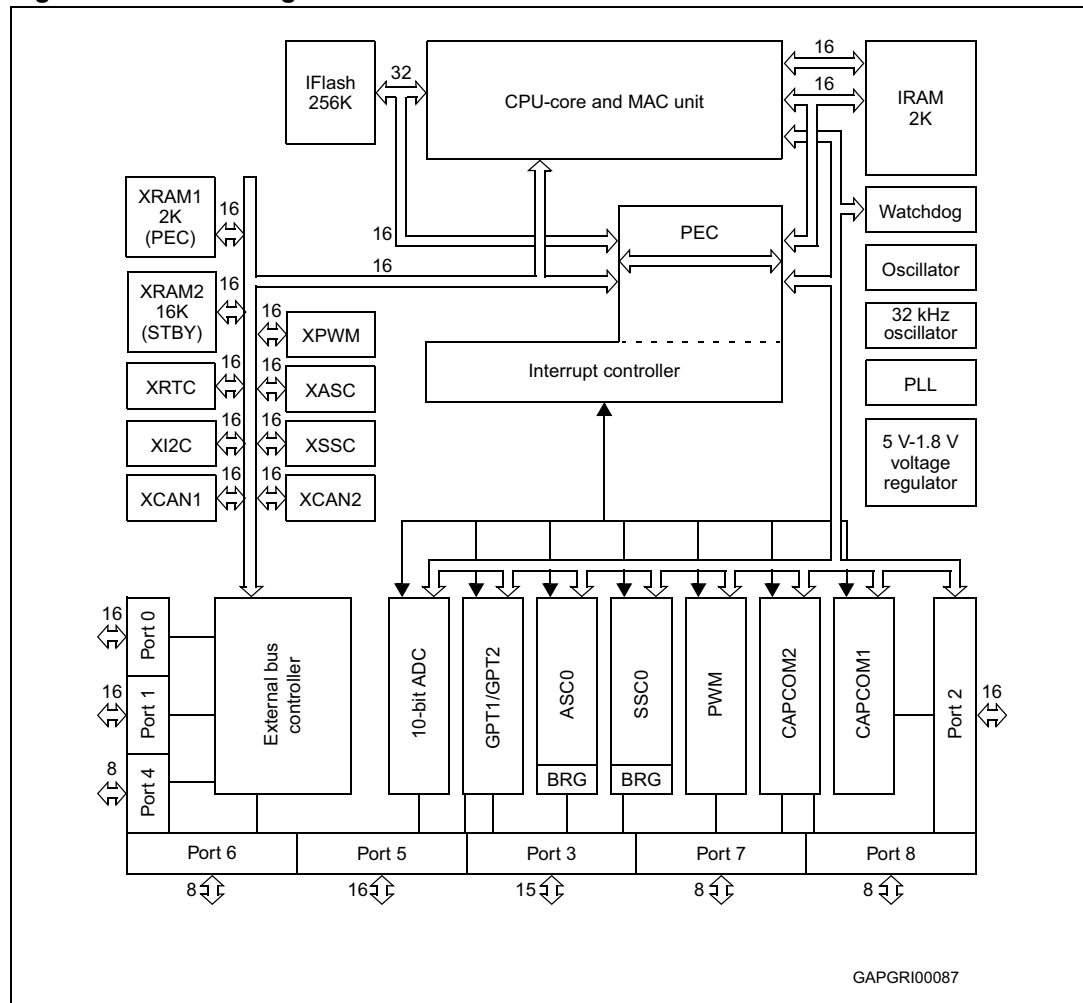 IFlash
256K
32
CPU-core and MAC unit
16
16
IRAM
2K
XRAM1
2K
(PEC)
16
16
PEC
Watchdog
16
Oscillator
XRAM2
16K
(STBY)
16
16
XPWM
32 kHz
oscillator
Interrupt controller
XRTC
16
16
XASC
PLL
XI2C
16
16
XSSC
5 V-1.8 V
voltage
regulator
XCAN1
16
16
XCAN2
16
Port 0
16
Port 1
8
Port 4
External bus
controller
10-bit ADC
GPT1/GPT2
ASC0
BRG
SSC0
BRG
PWM
CAPCOM2
CAPCOM1
Port 2
16
Port 6
Port 5
Port 3
Port 7
Port 8
8
16
15
8
8
GAPGRI00087